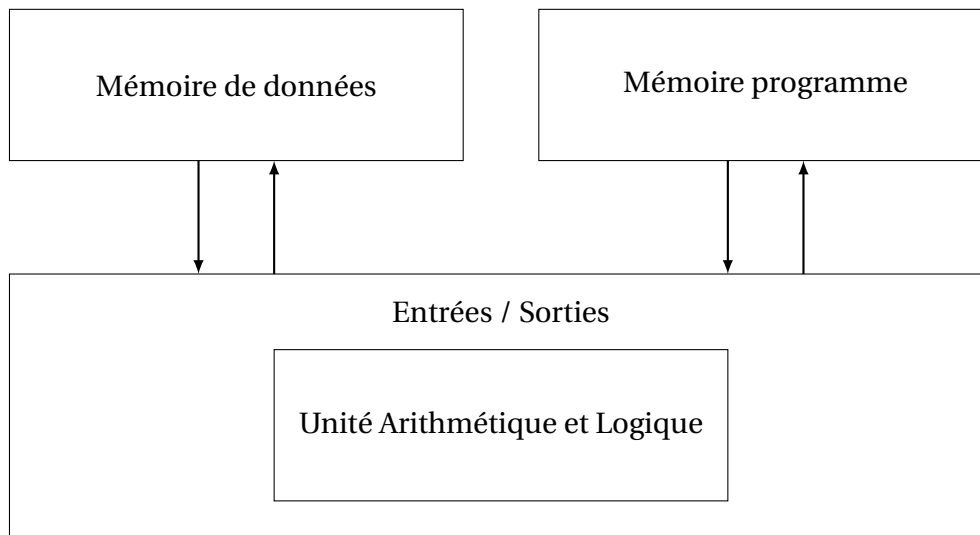 Mémoire de données
Mémoire programme
Entrées / Sorties
Unité Arithmétique et Logique